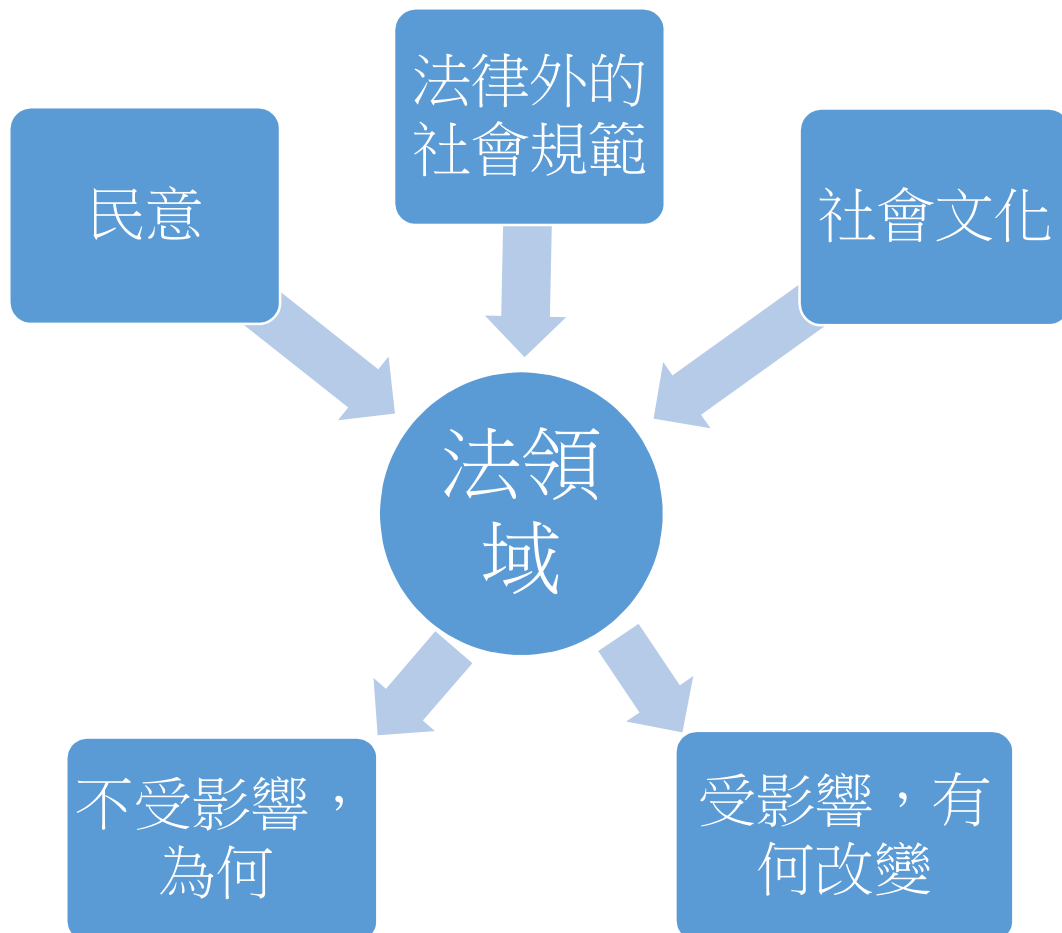 法律外的
社會規範
民意
社會文化
法領
域
不受影響，
為何
受影響，有
何改變